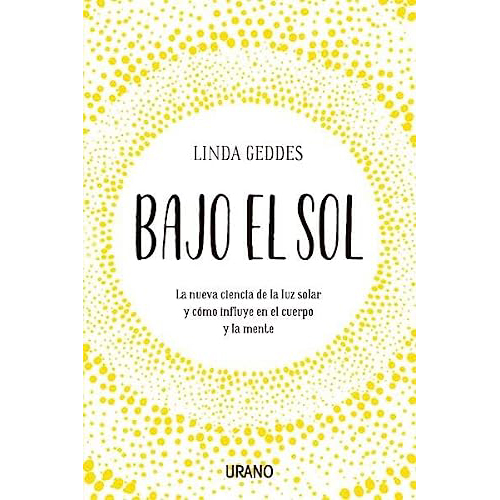 LINDA GEDDES
BAJO EL SOL
La nueva ciencia de la luz solar
y cómo influye en el cuerpo
y la mente
URANO